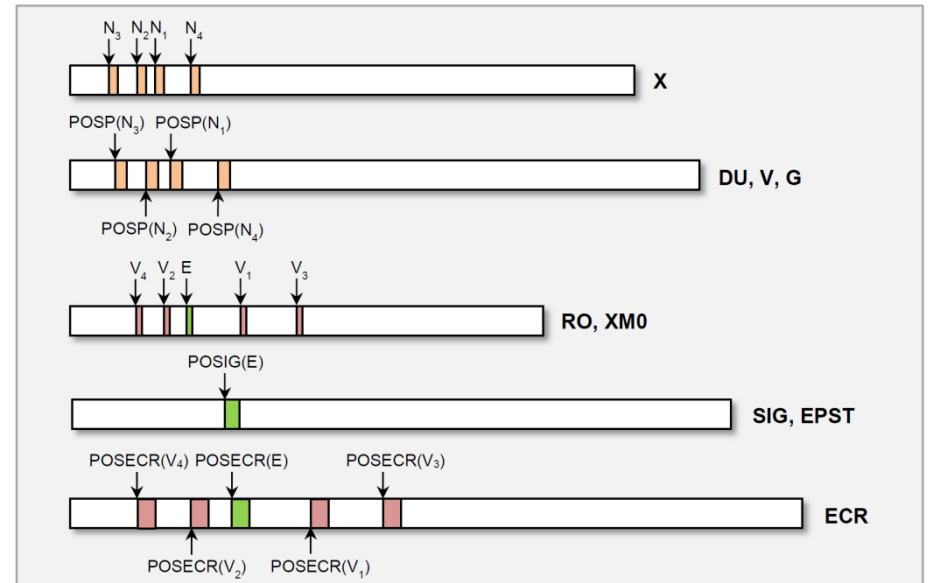 N₃ N₂ N₁ N₄
X
POSP(N₃) POSP(N₁)
DU, V, G
POSP(N₂) POSP(N₄)
V₄ V₂ E V₁ V₃
RO, XM0
POSIG(E)
SIG, EPST
POSECR(V₄) POSECR(E) POSECR(V₃)
ECR
POSECR(V₂) POSECR(V₁)